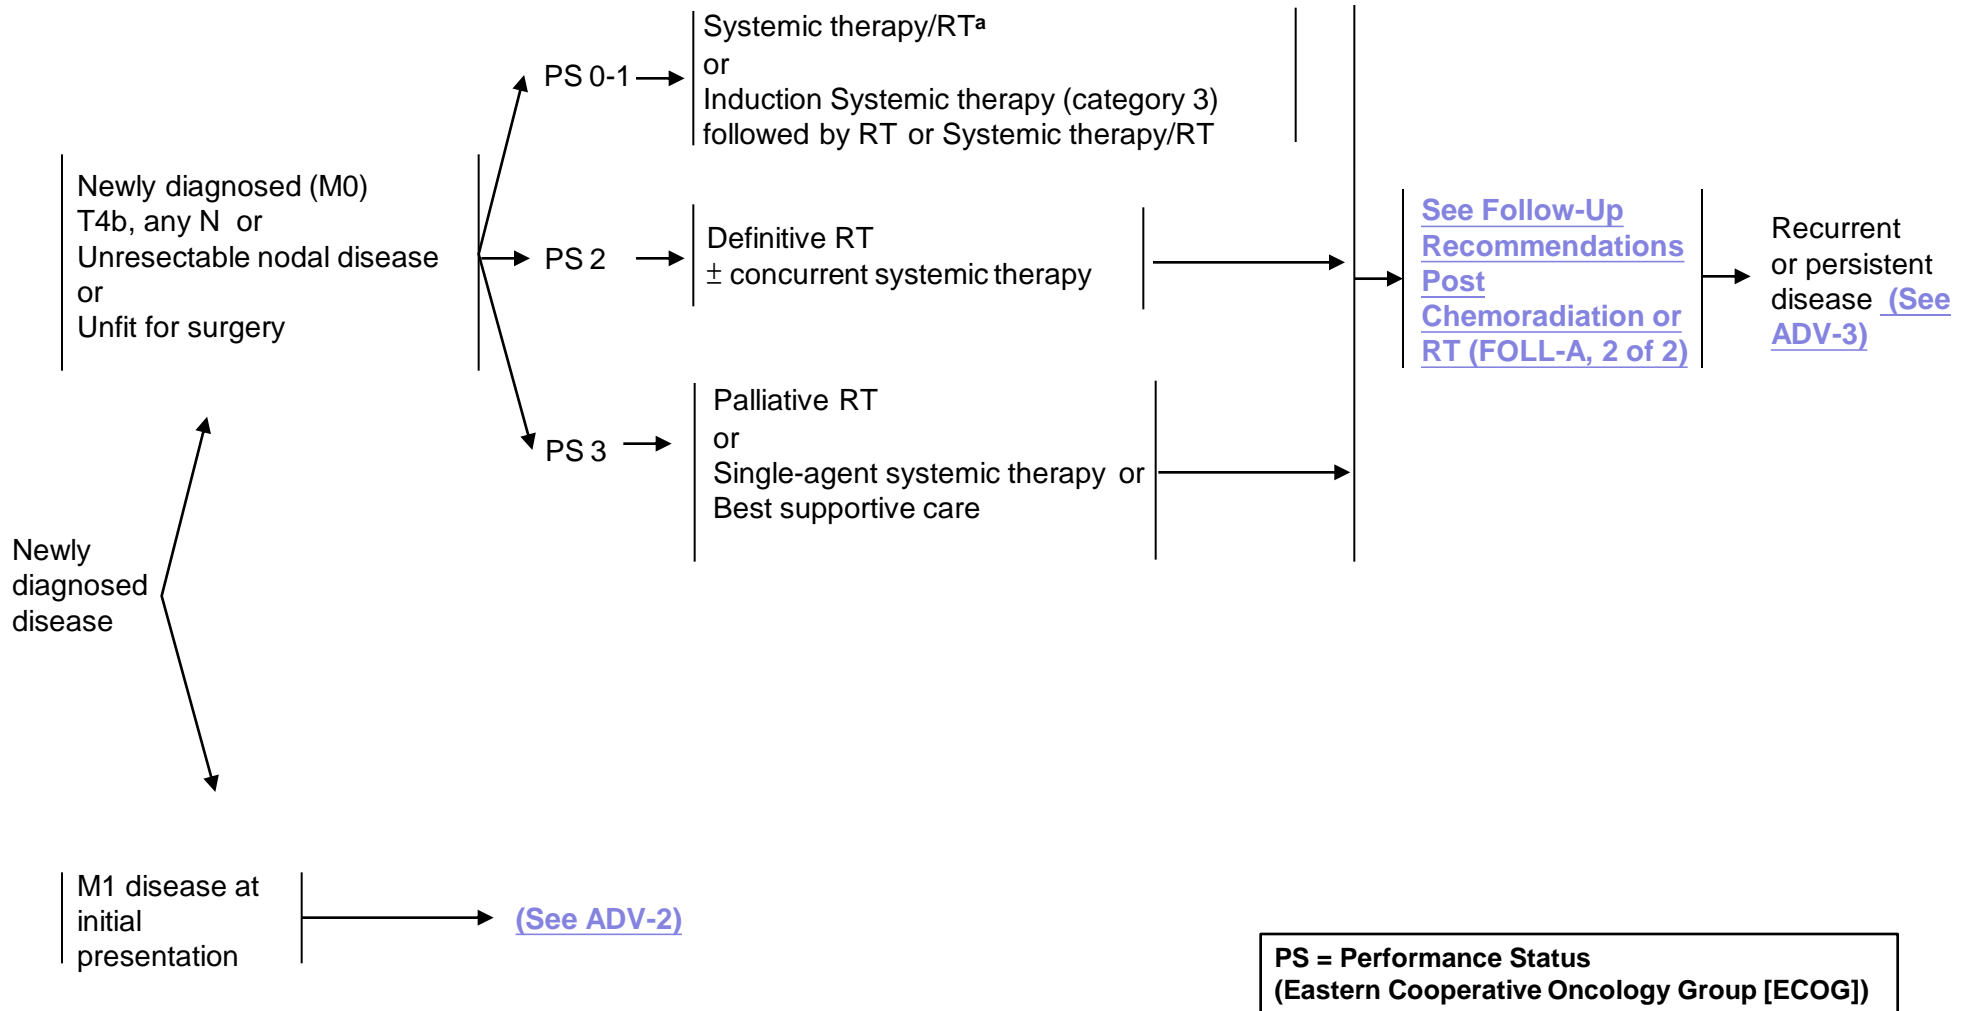 Systemic therapy/RTᵃ
or
Induction Systemic therapy (category 3)
followed by RT or Systemic therapy/RT
PS 0-1
Newly diagnosed (M0)
T4b, any N or
Unresectable nodal disease
or
Unfit for surgery
PS 2
Definitive RT
± concurrent systemic therapy
See Follow-Up
Recommendations
Post
Chemoradiation or
RT (FOLL-A, 2 of 2)
Recurrent
or persistent
disease (See
ADV-3)
PS 3
Palliative RT
or
Single-agent systemic therapy or
Best supportive care
Newly
diagnosed
disease
M1 disease at
initial
presentation
(See ADV-2)
PS = Performance Status
(Eastern Cooperative Oncology Group [ECOG])